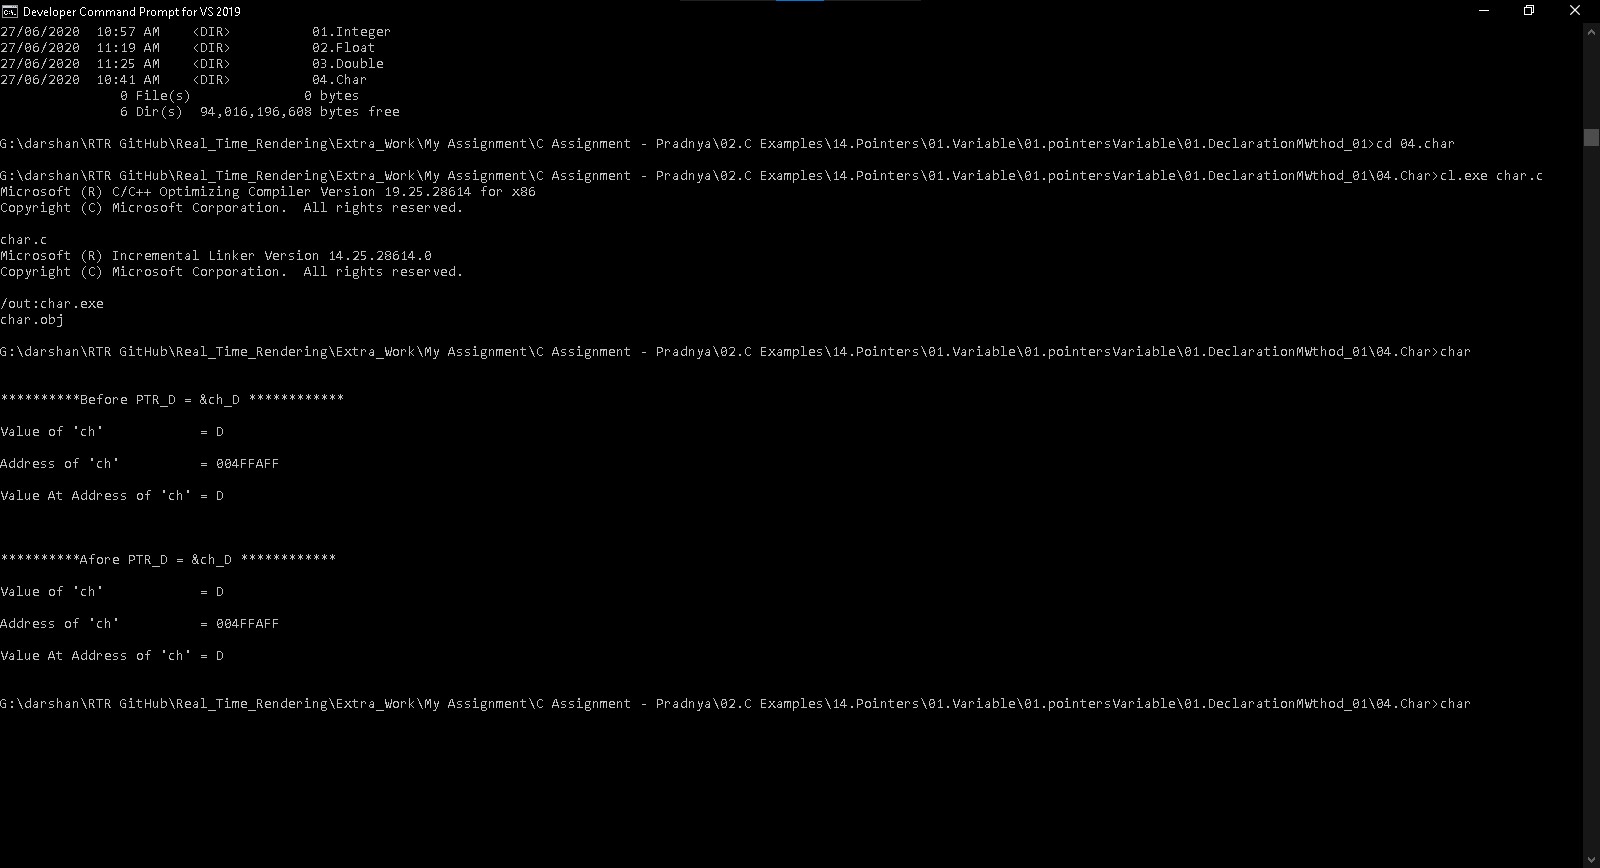 Developer Command Prompt for VS 2019
27/06/2020  10:57 AM    <DIR>          01.Integer
27/06/2020  11:19 AM    <DIR>          02.Float
27/06/2020  11:25 AM    <DIR>          03.Double
27/06/2020  10:41 AM    <DIR>          04.Char
               0 File(s)              0 bytes
               6 Dir(s)  94,016,196,608 bytes free
G:\darshan\RTR GitHub\Real_Time_Rendering\Extra_Work\My Assignment\C Assignment - Pradnya\02.C Examples\14.Pointers\01.Variable\01.pointersVariable\01.DeclarationMWthod_01>cd 04.char
G:\darshan\RTR GitHub\Real_Time_Rendering\Extra_Work\My Assignment\C Assignment - Pradnya\02.C Examples\14.Pointers\01.Variable\01.pointersVariable\01.DeclarationMWthod_01\04.Char>cl.exe char.c
Microsoft (R) C/C++ Optimizing Compiler Version 19.25.28614 for x86
Copyright (C) Microsoft Corporation.  All rights reserved.
char.c
Microsoft (R) Incremental Linker Version 14.25.28614.0
Copyright (C) Microsoft Corporation.  All rights reserved.
/out:char.exe
char.obj
G:\darshan\RTR GitHub\Real_Time_Rendering\Extra_Work\My Assignment\C Assignment - Pradnya\02.C Examples\14.Pointers\01.Variable\01.pointersVariable\01.DeclarationMWthod_01\04.Char>char
**********Before PTR_D = &ch_D ************
Value of 'ch'            = D
Address of 'ch'          = 004FFAFF
Value At Address of 'ch' = D
**********Afore PTR_D = &ch_D ************
Value of 'ch'            = D
Address of 'ch'          = 004FFAFF
Value At Address of 'ch' = D
G:\darshan\RTR GitHub\Real_Time_Rendering\Extra_Work\My Assignment\C Assignment - Pradnya\02.C Examples\14.Pointers\01.Variable\01.pointersVariable\01.DeclarationMWthod_01\04.Char>char